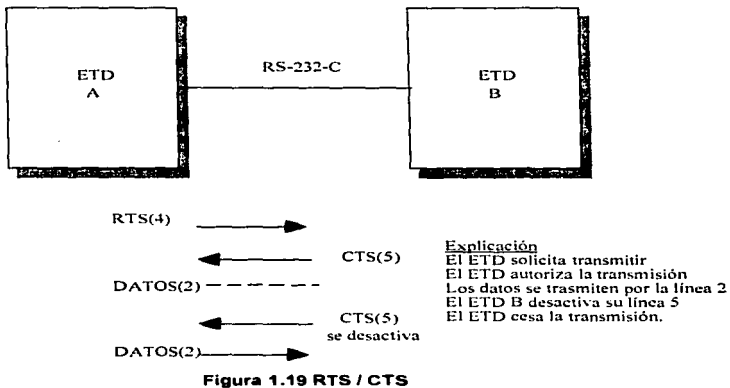 ETD
A
RS-232-C
ETD
B
RTS(4)
CTS(5)
DATOS(2)
CTS(5)
se desactiva
DATOS(2)
Explicación
El ETD solicita transmitir
El ETD autoriza la transmisión
Los datos se trasmiten por la línea 2
El ETD B desactiva su línea 5
El ETD cesa la transmisión.
Figura 1.19 RTS / CTS